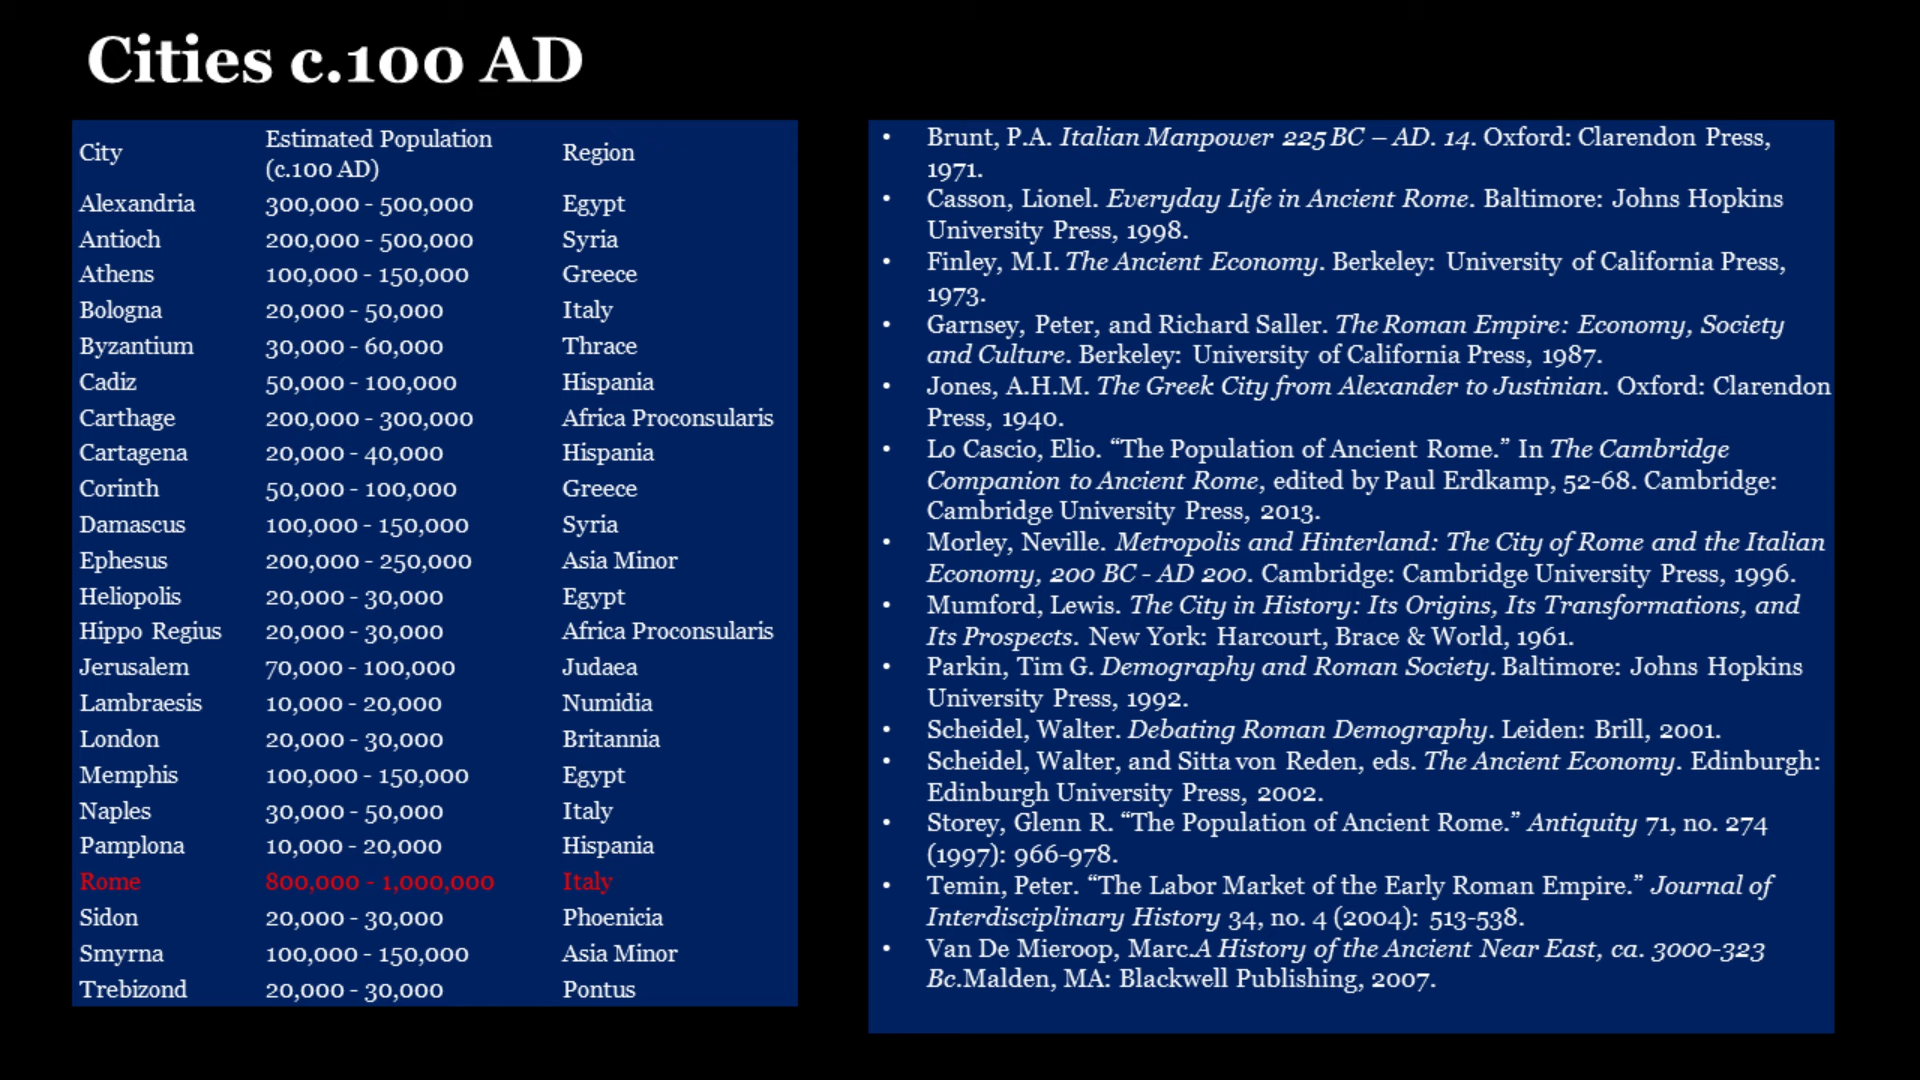 Cities c.100 AD
City Estimated Population (c.100 AD) Region
Alexandria 300,000 - 500,000 Egypt
Antioch 200,000 - 500,000 Syria
Athens 100,000 - 150,000 Greece
Bologna 20,000 - 50,000 Italy
Byzantium 30,000 - 60,000 Thrace
Cadiz 50,000 - 100,000 Hispania
Carthage 200,000 - 300,000 Africa Proconsularis
Cartagena 20,000 - 40,000 Hispania
Corinth 50,000 - 100,000 Greece
Damascus 100,000 - 150,000 Syria
Ephesus 200,000 - 250,000 Asia Minor
Heliopolis 20,000 - 30,000 Egypt
Hippo Regius 20,000 - 30,000 Africa Proconsularis
Jerusalem 70,000 - 100,000 Judaea
Lambraesis 10,000 - 20,000 Numidia
London 20,000 - 30,000 Britannia
Memphis 100,000 - 150,000 Egypt
Naples 30,000 - 50,000 Italy
Pamplona 10,000 - 20,000 Hispania
Rome 800,000 - 1,000,000 Italy
Sidon 20,000 - 30,000 Phoenicia
Smyrna 100,000 - 150,000 Asia Minor
Trebizond 20,000 - 30,000 Pontus
• Brunt, P.A. Italian Manpower 225 BC – AD. 14. Oxford: Clarendon Press,
1971.
• Casson, Lionel. Everyday Life in Ancient Rome. Baltimore: Johns Hopkins
University Press, 1998.
• Finley, M.I. The Ancient Economy. Berkeley: University of California Press,
1973.
• Garnsey, Peter, and Richard Saller. The Roman Empire: Economy, Society
and Culture. Berkeley: University of California Press, 1987.
• Jones, A.H.M. The Greek City from Alexander to Justinian. Oxford: Clarendon
Press, 1940.
• Lo Cascio, Elio. “The Population of Ancient Rome.” In The Cambridge
Companion to Ancient Rome, edited by Paul Erdkamp, 52-68. Cambridge:
Cambridge University Press, 2013.
• Morley, Neville. Metropolis and Hinterland: The City of Rome and the Italian
Economy, 200 BC - AD 200. Cambridge: Cambridge University Press, 1996.
• Mumford, Lewis. The City in History: Its Origins, Its Transformations, and
Its Prospects. New York: Harcourt, Brace & World, 1961.
• Parkin, Tim G. Demography and Roman Society. Baltimore: Johns Hopkins
University Press, 1992.
• Scheidel, Walter. Debating Roman Demography. Leiden: Brill, 2001.
• Scheidel, Walter, and Sitta von Reden, eds. The Ancient Economy. Edinburgh:
Edinburgh University Press, 2002.
• Storey, Glenn R. “The Population of Ancient Rome.” Antiquity 71, no. 274
(1997): 966-978.
• Temin, Peter. “The Labor Market of the Early Roman Empire.” Journal of
Interdisciplinary History 34, no. 4 (2004): 513-538.
• Van De Mieroop, Marc.A History of the Ancient Near East, ca. 3000-323
Bc.Malden, MA: Blackwell Publishing, 2007.